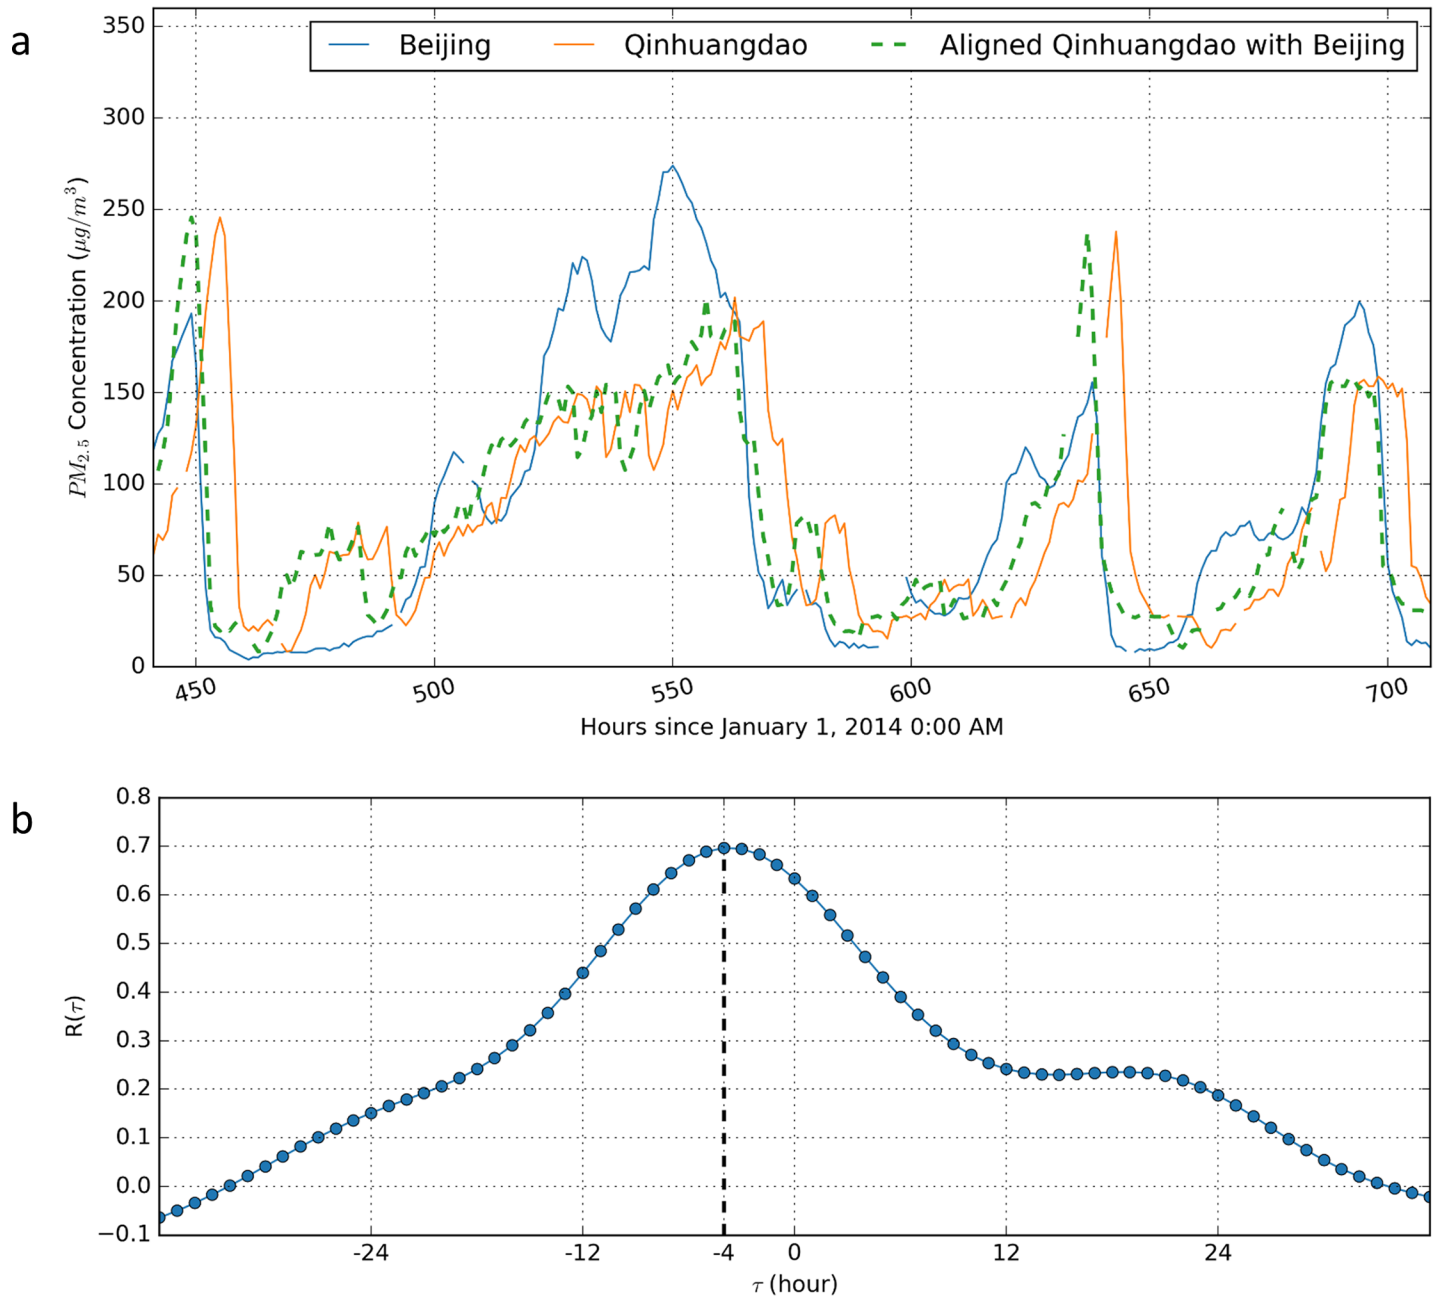 a
350
300
250
200
150
100
50
0
Beijing
Qinhuangdao
Aligned Qinhuangdao with Beijing
PM2.5 Concentration (μg/m³)
450 500 550 600 650 700
Hours since January 1, 2014 0:00 AM
b
0.8
0.7
0.6
0.5
0.4
0.3
0.2
0.1
0.0
−0.1
R(τ)
-24 -12 -4 0 12 24
τ (hour)